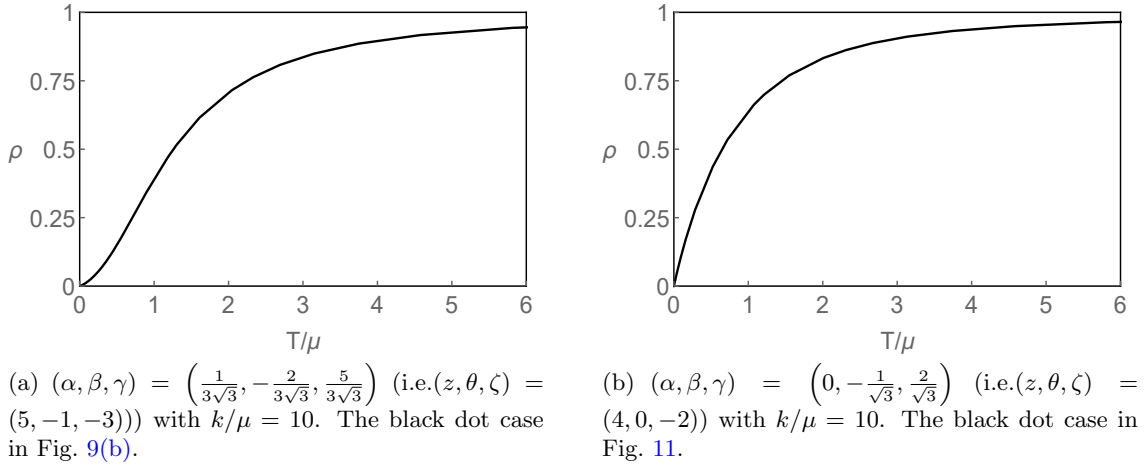 1
0.75
ρ 0.5
0.25
0
0 1 2 3 4 5 6
T/μ
(a) (α, β, γ) = (1/3√3, −2/3√3, 5/3√3) (i.e.(z, θ, ζ) =
(5, −1, −3))) with k/μ = 10. The black dot case
in Fig. 9(b).
1
0.75
ρ 0.5
0.25
0
0 1 2 3 4 5 6
T/μ
(b) (α, β, γ) = (0, −1/√3, 2/√3) (i.e.(z, θ, ζ) =
(4, 0, −2)) with k/μ = 10. The black dot case in
Fig. 11.